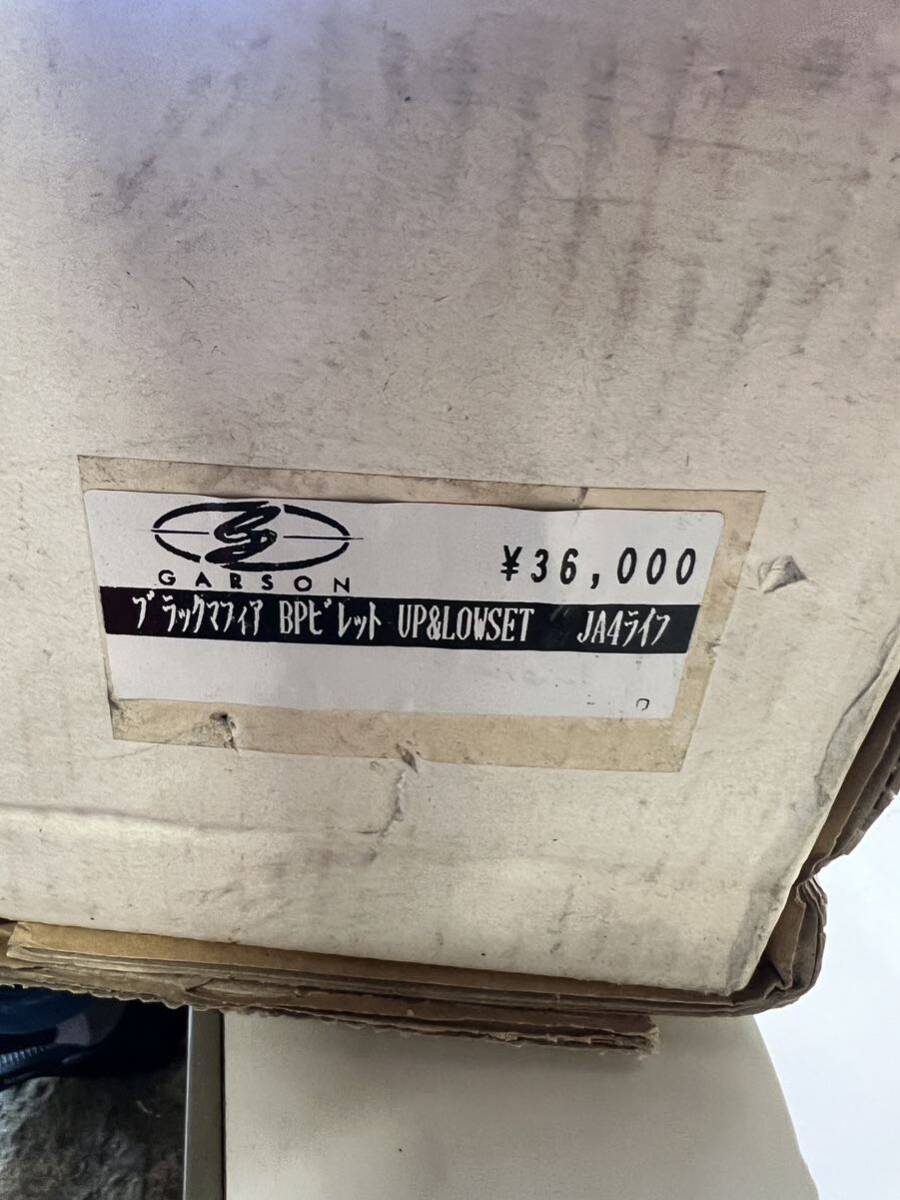 GARSON
¥36,000
ﾌﾞﾗｯｸﾏﾌｨｱ BPﾋﾞﾚｯﾄ UP&LOWSET JA4ﾗｲﾌ